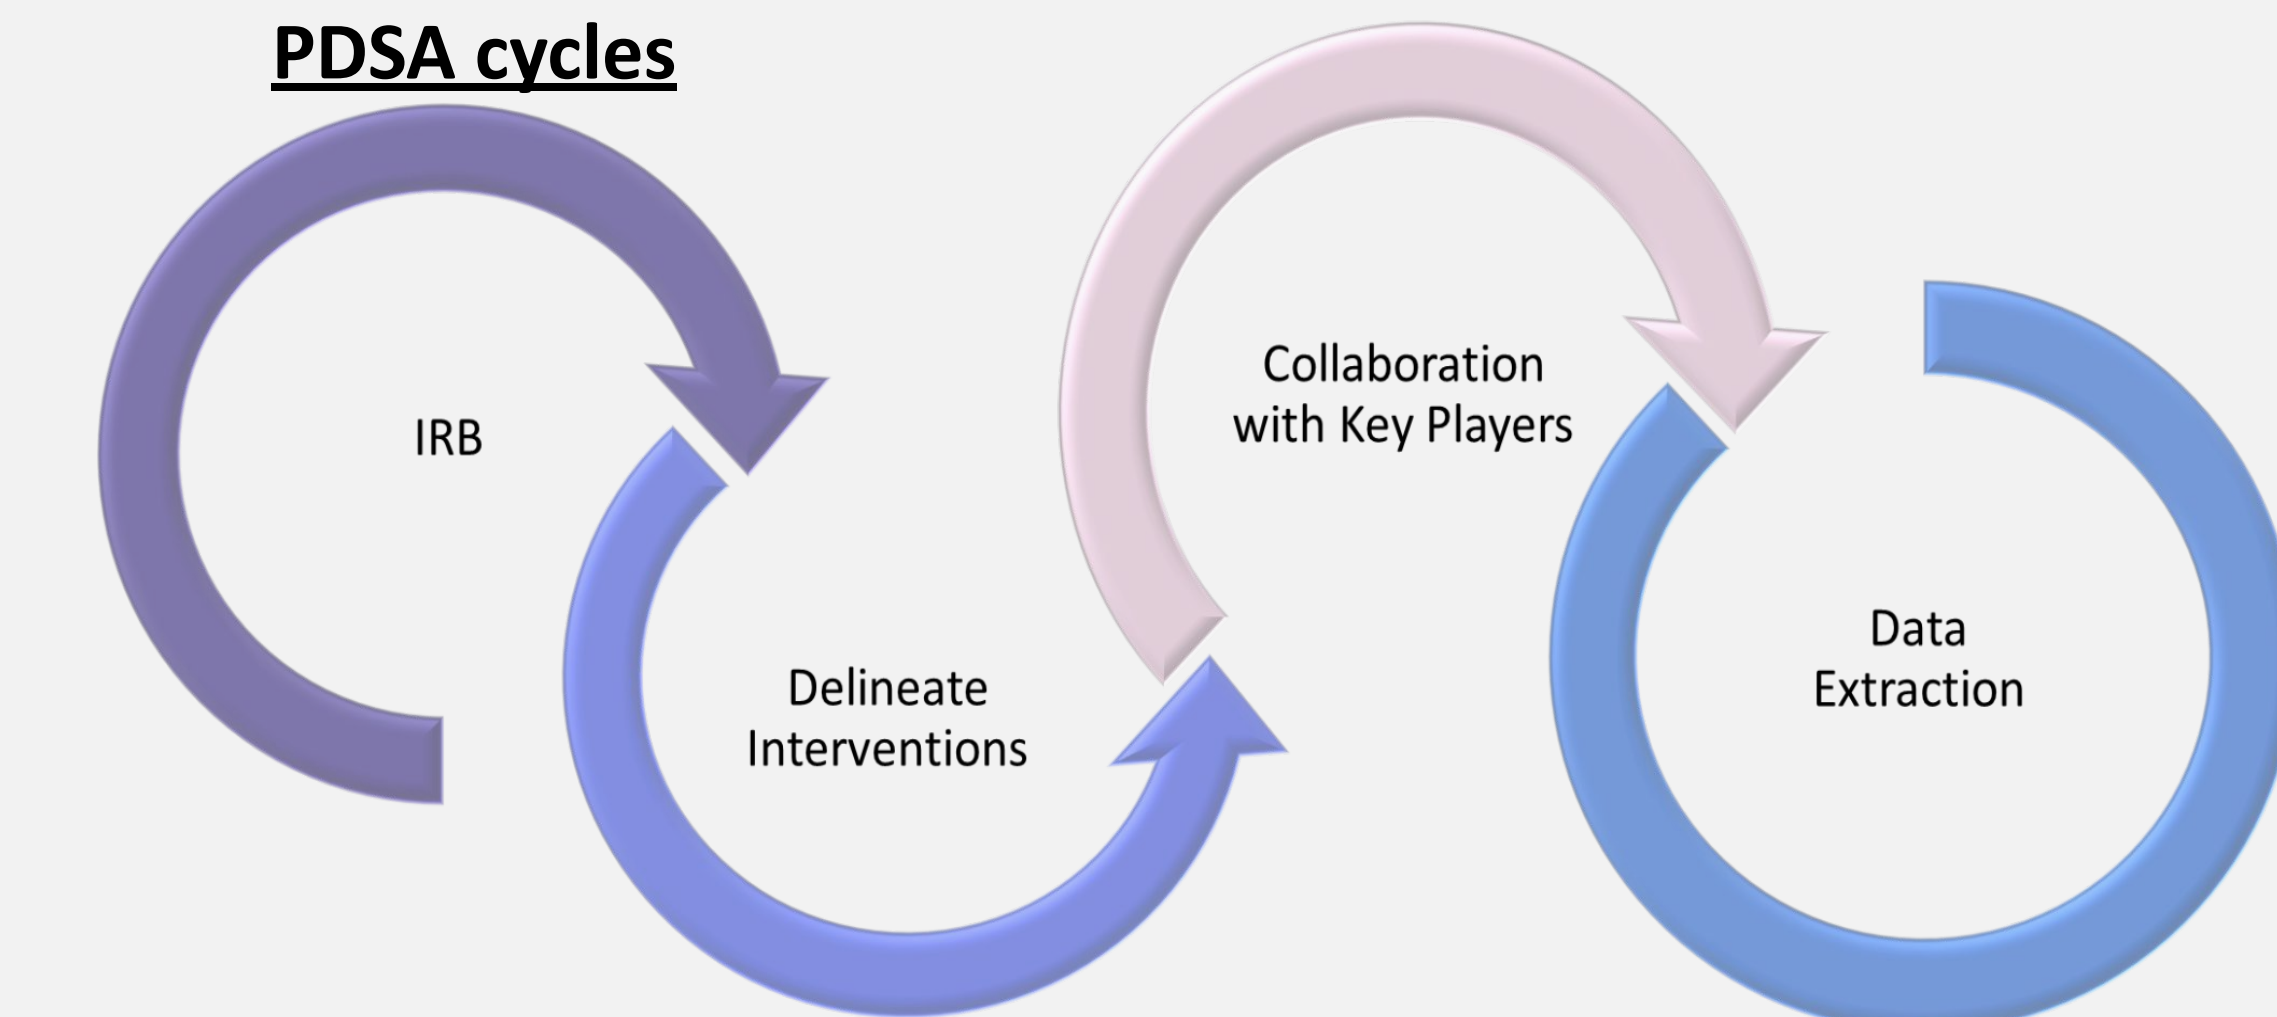 PDSA cycles
IRB
Delineate
Interventions
Collaboration
with Key Players
Data
Extraction